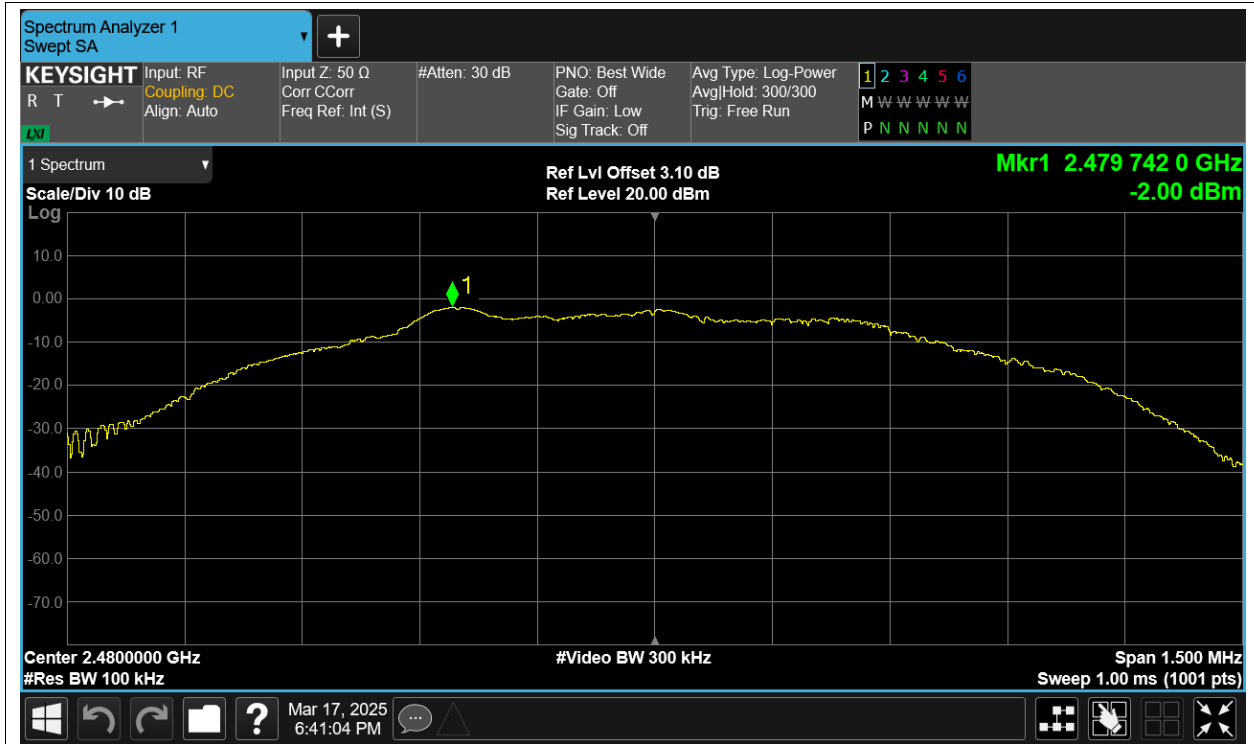 Spectrum Analyzer 1
Swept SA
KEYSIGHT
R T
LXI
Input: RF
Coupling: DC
Align: Auto
Input Z: 50 Ω
Corr CCorr
Freq Ref: Int (S)
#Atten: 30 dB
PNO: Best Wide
Gate: Off
IF Gain: Low
Sig Track: Off
Avg Type: Log-Power
Avg|Hold: 300/300
Trig: Free Run
1 2 3 4 5 6
M W W W W W
P N N N N N
1 Spectrum
Scale/Div 10 dB
Ref Lvl Offset 3.10 dB
Ref Level 20.00 dBm
Mkr1 2.479 742 0 GHz
-2.00 dBm
Log
10.0
0.00
-10.0
-20.0
-30.0
-40.0
-50.0
-60.0
-70.0
1
Center 2.4800000 GHz
#Res BW 100 kHz
#Video BW 300 kHz
Span 1.500 MHz
Sweep 1.00 ms (1001 pts)
?
Mar 17, 2025
6:41:04 PM